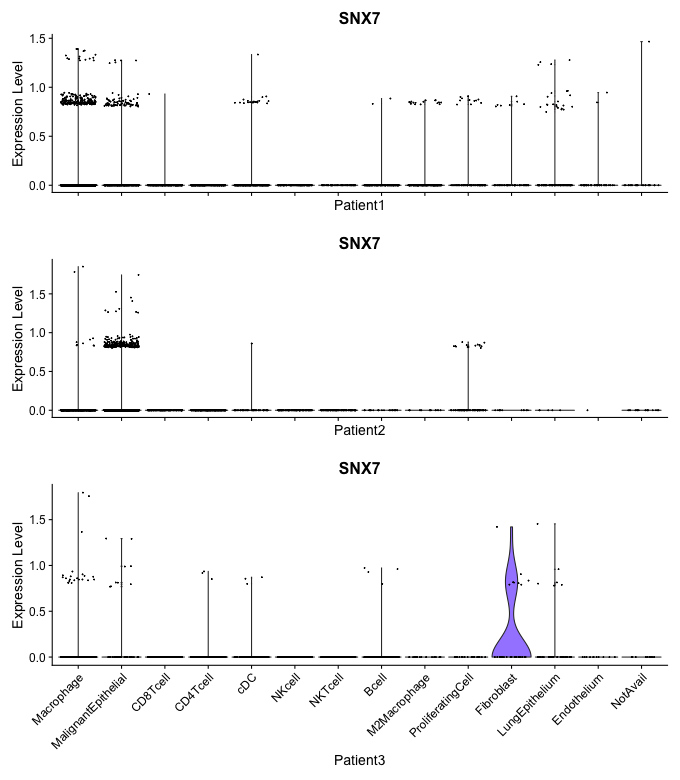 SNX7
Expression Level
1.5
1.0
0.5
0.0
Patient1
SNX7
Expression Level
1.5
1.0
0.5
0.0
Patient2
SNX7
Expression Level
1.5
1.0
0.5
0.0
Macrophage
MalignantEpithelial
CD8Tcell
CD4Tcell
cDC
NKcell
NKTcell
Bcell
M2Macrophage
ProliferatingCell
Fibroblast
LungEpithelium
Endothelium
NotAvail
Patient3